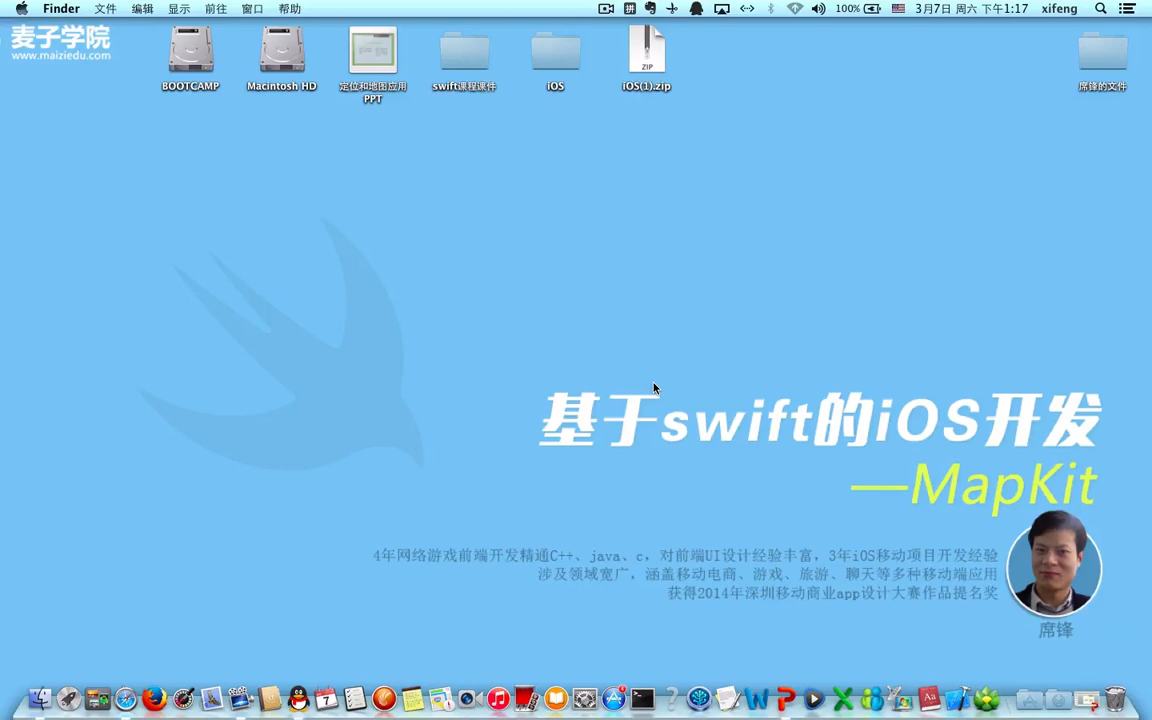 Finder 文件 编辑 显示 前往 窗口 帮助 100% 3月7日 周六 下午1:17 xifeng
麦子学院
www.maiziedu.com
ZIP
BOOTCAMP Macintosh HD 定位和地图应用 PPT swift课程课件 iOS iOS(1).zip 席锋的文件
基于swift的iOS开发
—MapKit
4年网络游戏前端开发精通C++、java、c，对前端UI设计经验丰富，3年iOS移动项目开发经验
涉及领域宽广，涵盖移动电商、游戏、旅游、聊天等多种移动端应用
获得2014年深圳移动商业app设计大赛作品提名奖
席锋